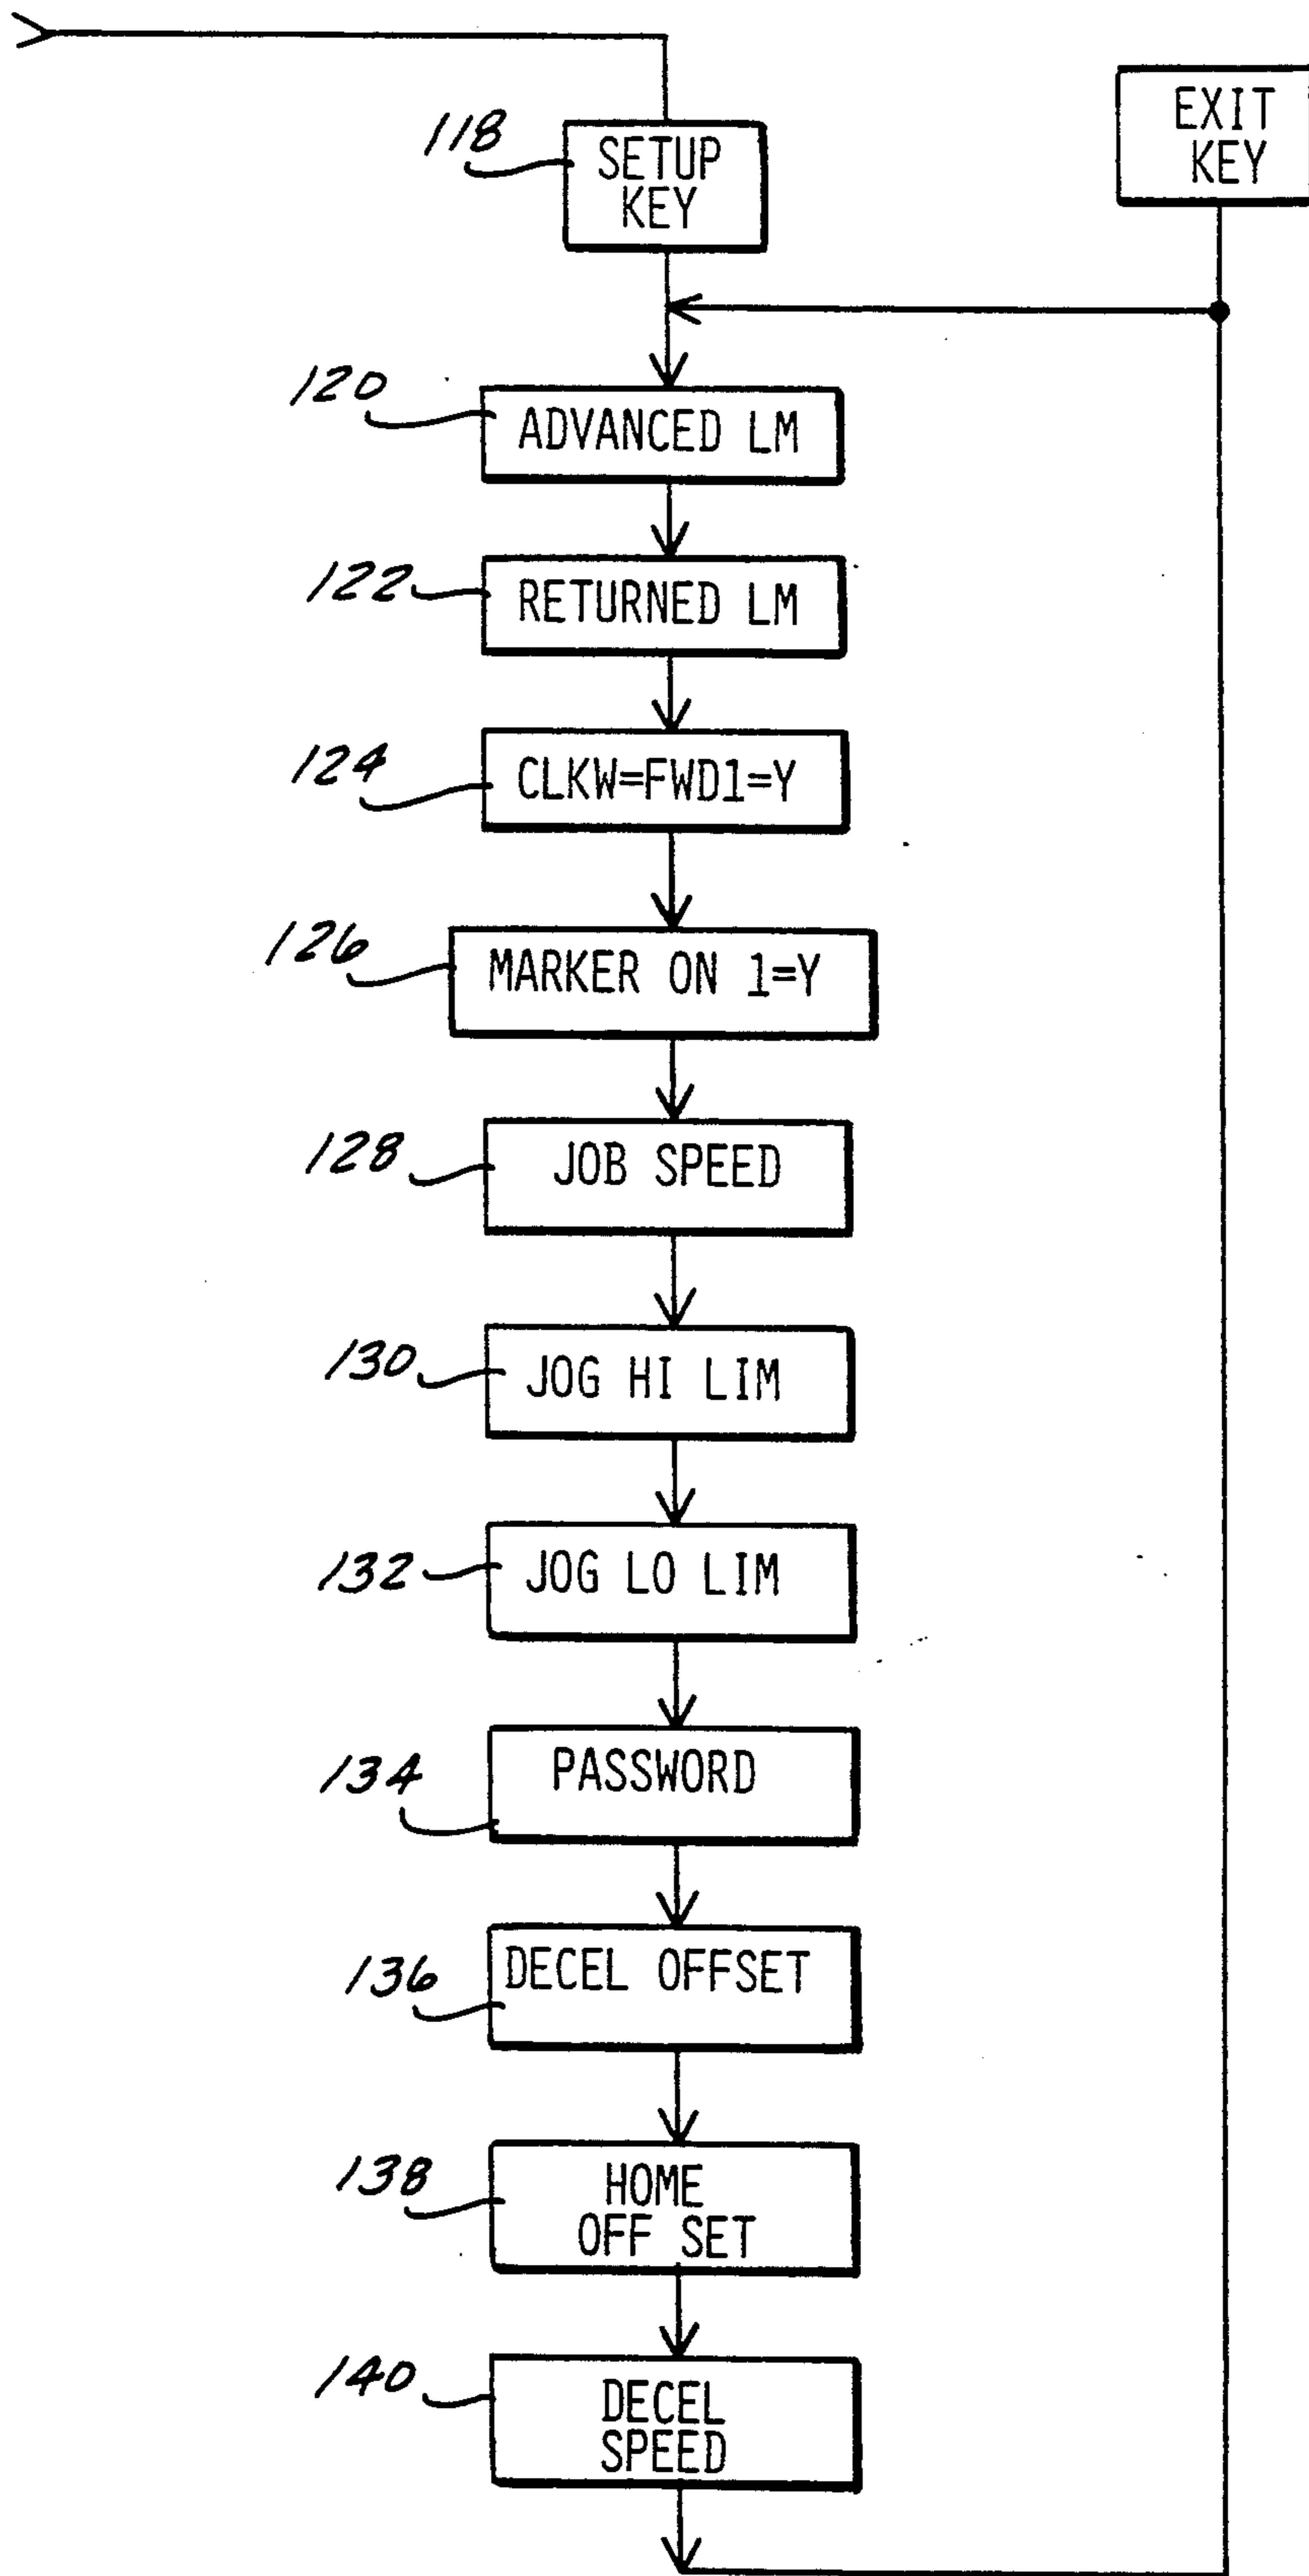 EXIT
KEY
118
SETUP
KEY
120
ADVANCED LM
122
RETURNED LM
124
CLKW=FWD1=Y
126
MARKER ON 1=Y
128
JOB SPEED
130
JOG HI LIM
132
JOG LO LIM
134
PASSWORD
136
DECEL OFFSET
138
HOME
OFF SET
140
DECEL
SPEED